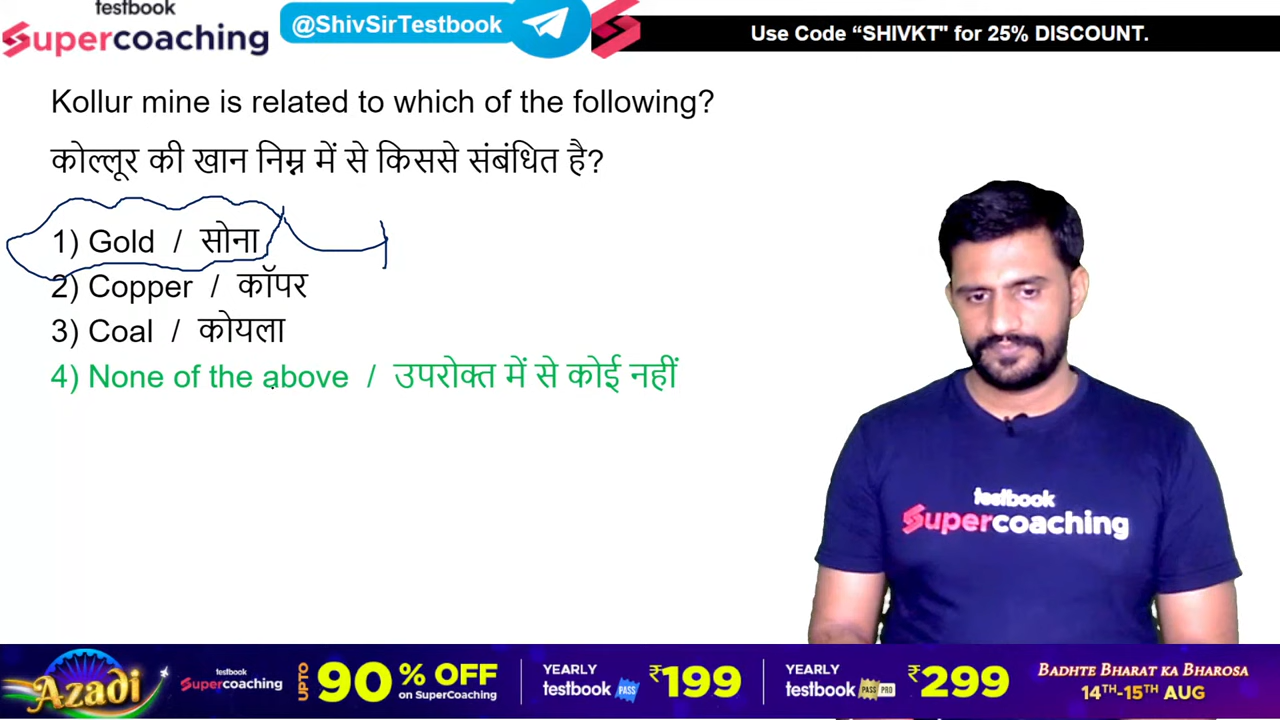 testbook
Supercoaching
@ShivSirTestbook
Use Code “SHIVKT" for 25% DISCOUNT.
Kollur mine is related to which of the following?
कोल्लूर की खान निम्न में से किससे संबंधित है?
1) Gold / सोना
2) Copper / कॉपर
3) Coal / कोयला
4) None of the above / उपरोक्त में से कोई नहीं
testbook
Supercoaching
Azadi
testbook
Supercoaching
UPTO 90% OFF
on SuperCoaching
YEARLY
testbook PASS
₹199
YEARLY
testbook PASS PRO
₹299
BADHTE BHARAT KA BHAROSA
14TH-15TH AUG